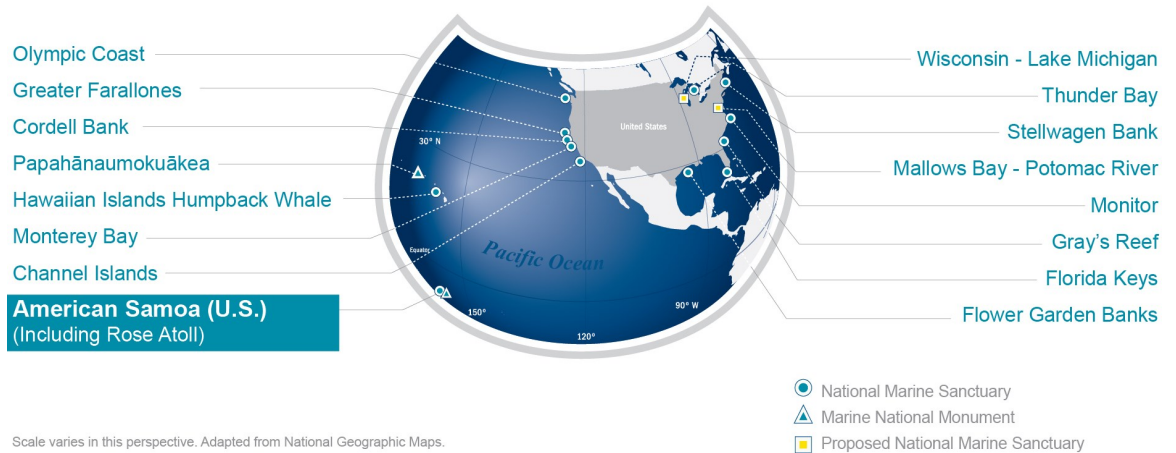 Olympic Coast
Greater Farallones
Cordell Bank
Papahānaumokuākea
Hawaiian Islands Humpback Whale
Monterey Bay
Channel Islands
American Samoa (U.S.)
(Including Rose Atoll)
30° N
United States
Equator
Pacific Ocean
150°
120°
90° W
Wisconsin - Lake Michigan
Thunder Bay
Stellwagen Bank
Mallows Bay - Potomac River
Monitor
Gray's Reef
Florida Keys
Flower Garden Banks
National Marine Sanctuary
Marine National Monument
Proposed National Marine Sanctuary
Scale varies in this perspective. Adapted from National Geographic Maps.